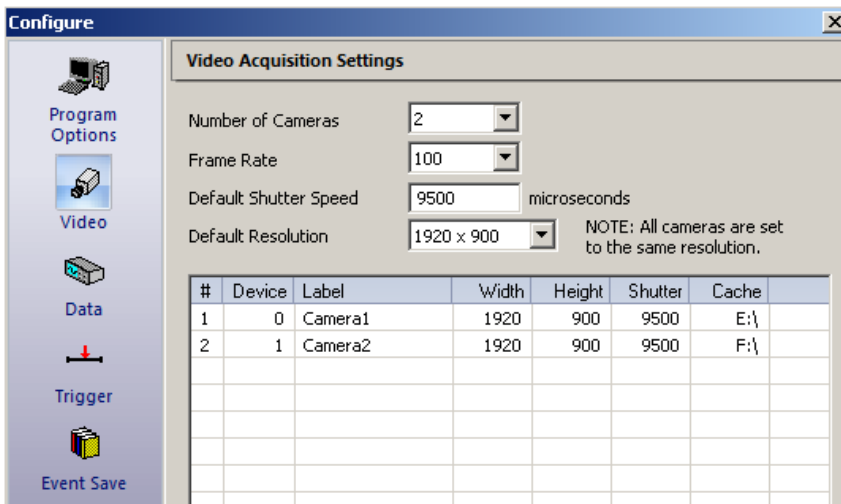 Configure
Program
Options
Video
Data
Trigger
Event Save
Video Acquisition Settings
Number of Cameras 2
Frame Rate 100
Default Shutter Speed 9500 microseconds
Default Resolution 1920 x 900
NOTE: All cameras are set
to the same resolution.
# Device Label Width Height Shutter Cache
1 0 Camera1 1920 900 9500 E:\
2 1 Camera2 1920 900 9500 F:\